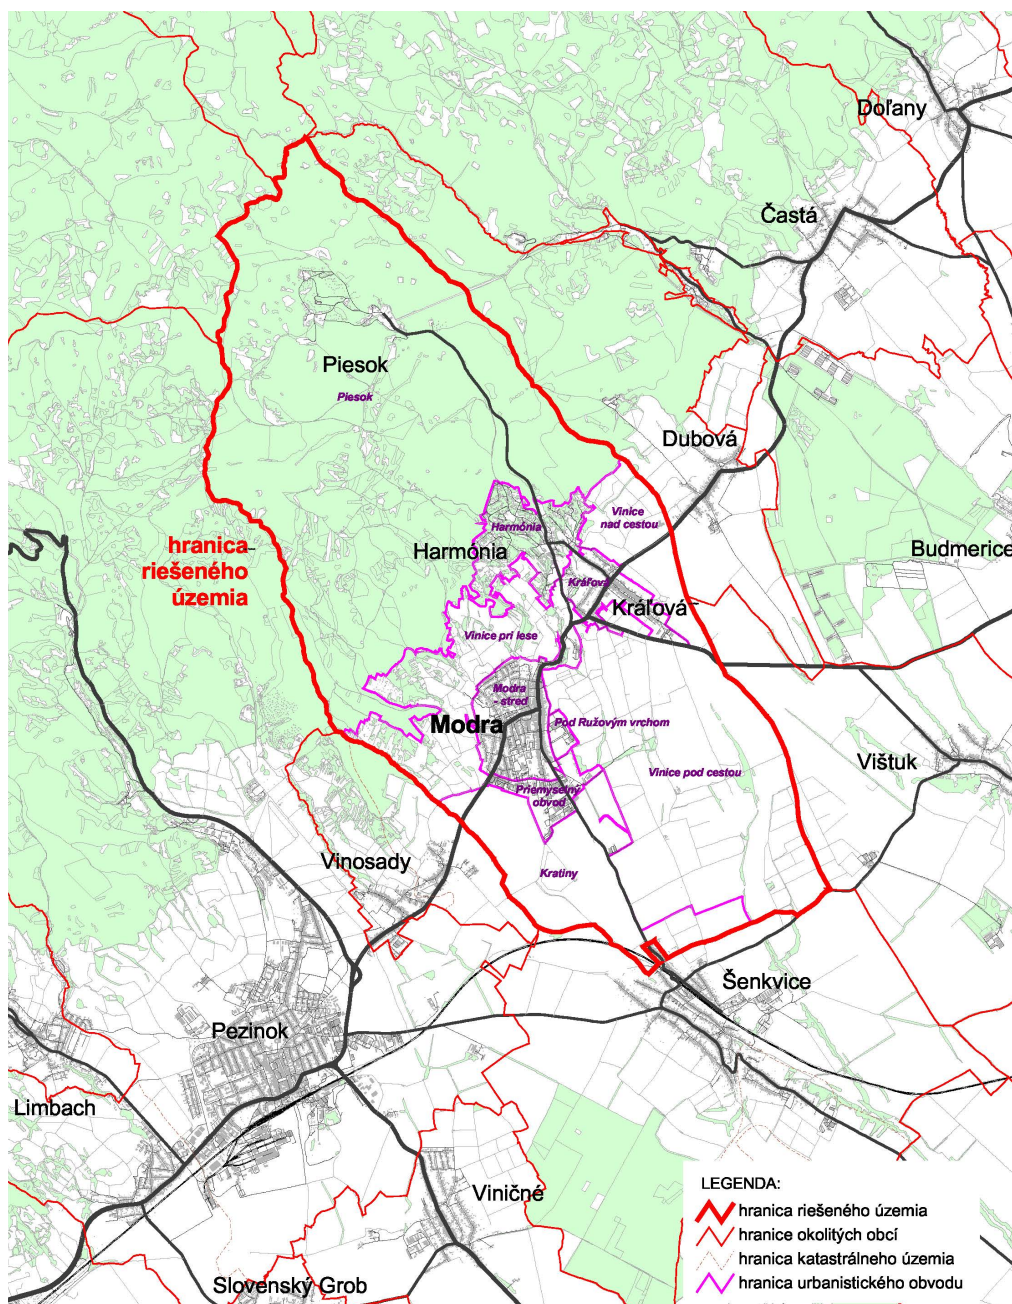 Doľany
Častá
Piesok
Piesok
Dubová
Vinice
nad cestou
Harmónia
Harmónia
hranica
riešeného
územia
Budmerice
Kráľová
Kráľová
Vinice pri lese
Modra
- stred
Modra
Pod Ružovým vrchom
Vinice pod cestou
Vištuk
Priemyselný
obvod
Vinosady
Kratiny
Šenkvice
Pezinok
Limbach
Viničné
Slovenský Grob
LEGENDA:
hranica riešeného územia
hranice okolitých obcí
hranica katastrálneho územia
hranica urbanistického obvodu